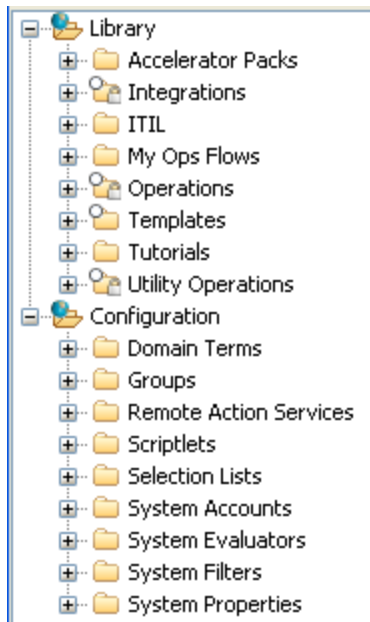 Library
Accelerator Packs
Integrations
ITIL
My Ops Flows
Operations
Templates
Tutorials
Utility Operations
Configuration
Domain Terms
Groups
Remote Action Services
Scriptlets
Selection Lists
System Accounts
System Evaluators
System Filters
System Properties